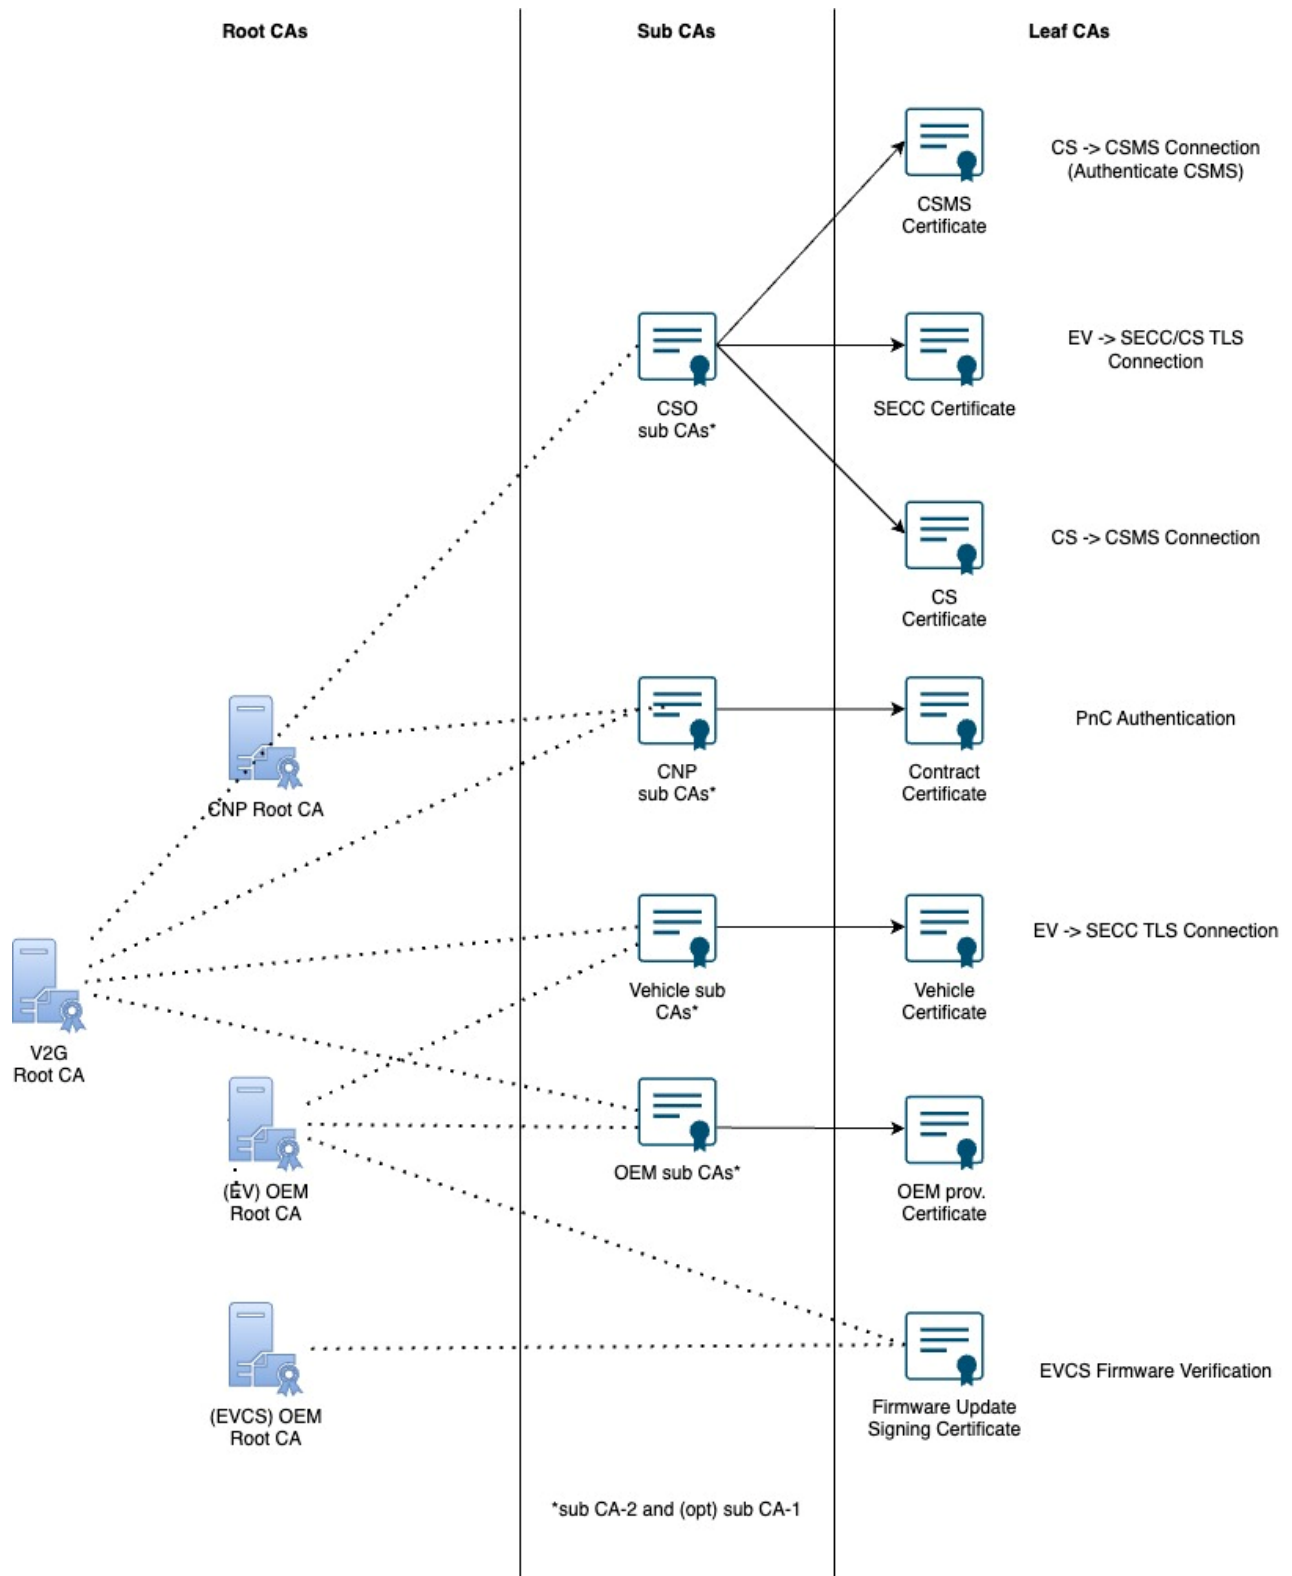 Root CAs
Sub CAs
Leaf CAs
CSMS
Certificate
CS -> CSMS Connection
(Authenticate CSMS)
CSO
sub CAs*
SECC Certificate
EV -> SECC/CS TLS
Connection
CS
Certificate
CS -> CSMS Connection
CNP Root CA
CNP
sub CAs*
Contract
Certificate
PnC Authentication
V2G
Root CA
Vehicle sub
CAs*
Vehicle
Certificate
EV -> SECC TLS Connection
(EV) OEM
Root CA
OEM sub CAs*
OEM prov.
Certificate
(EVCS) OEM
Root CA
Firmware Update
Signing Certificate
EVCS Firmware Verification
*sub CA-2 and (opt) sub CA-1